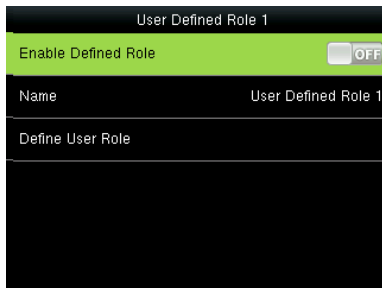 User Defined Role 1
Enable Defined Role OFF
Name User Defined Role 1
Define User Role